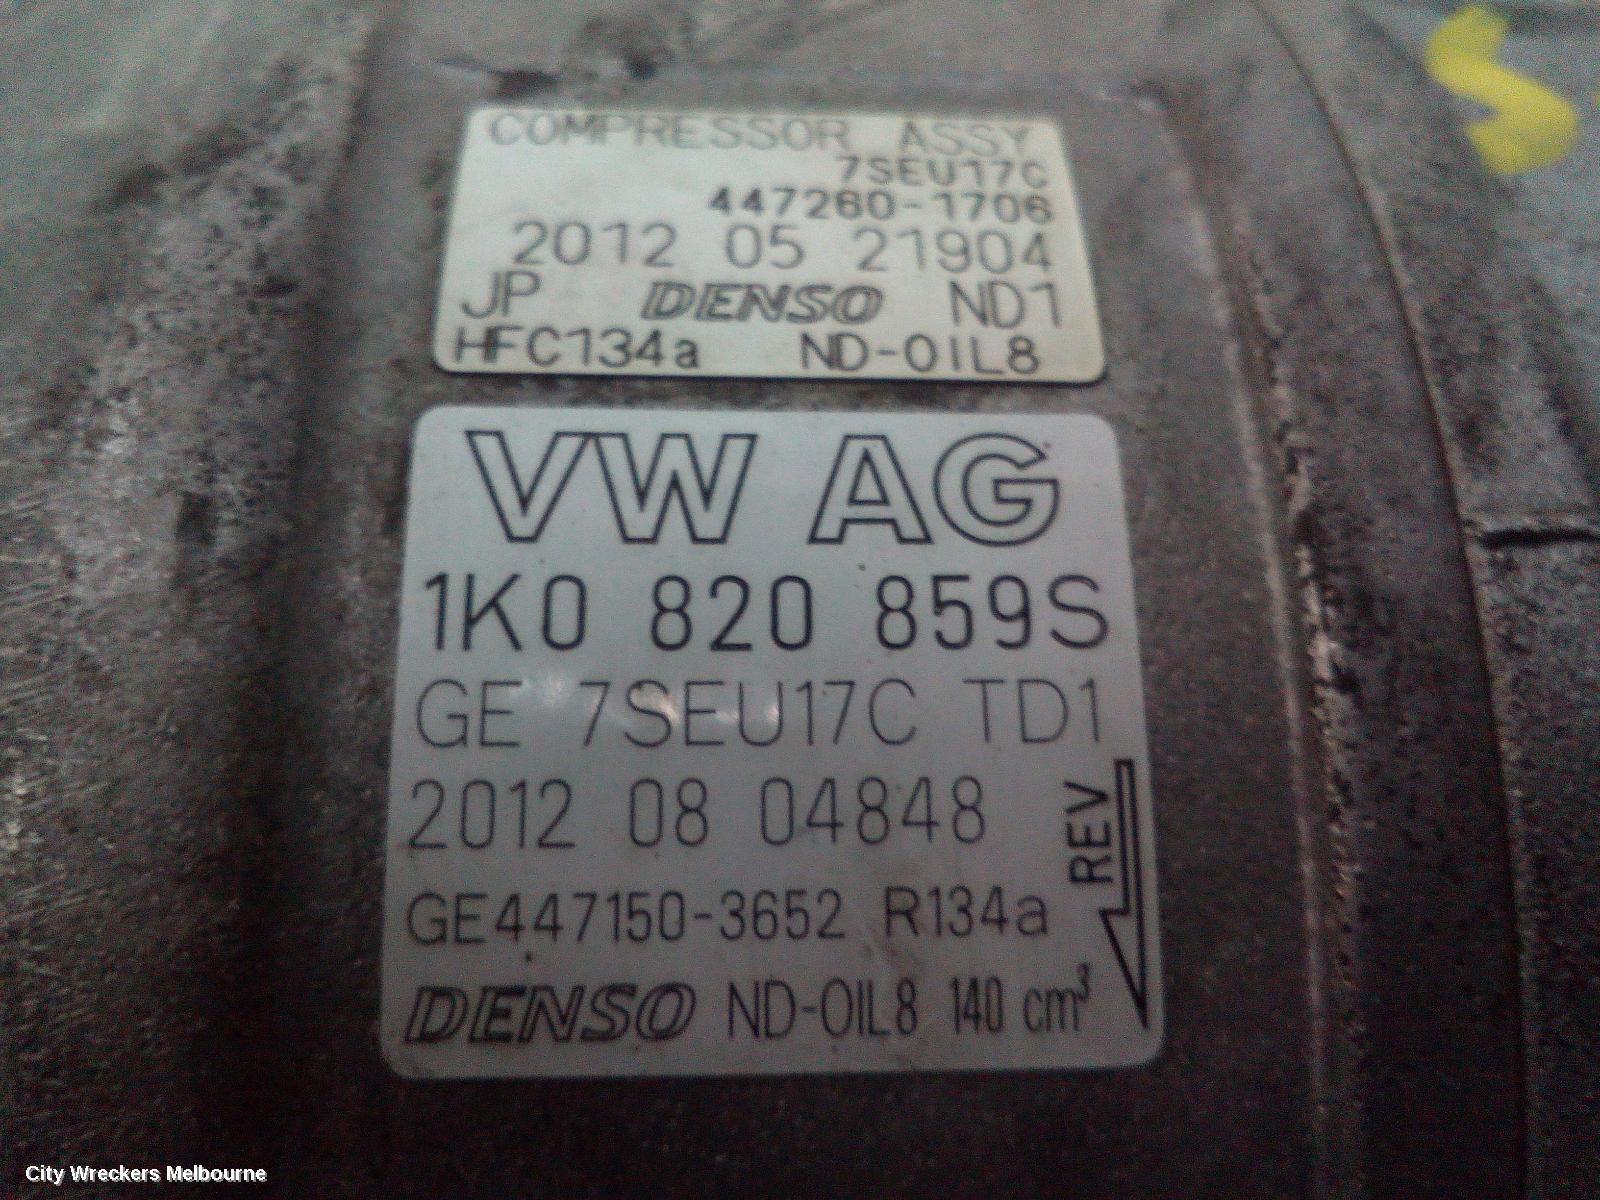 COMPRESSOR ASSY
7SEU17C
447260-1706
2012 05 21904
JP DENSO ND1
HFC134a ND-OIL8
VW AG
1K0 820 859S
GE 7SEU17C TD1
2012 08 04848
REV
GE447150-3652 R134a
DENSO ND-OIL8 140 cm³
S
City Wreckers Melbourne